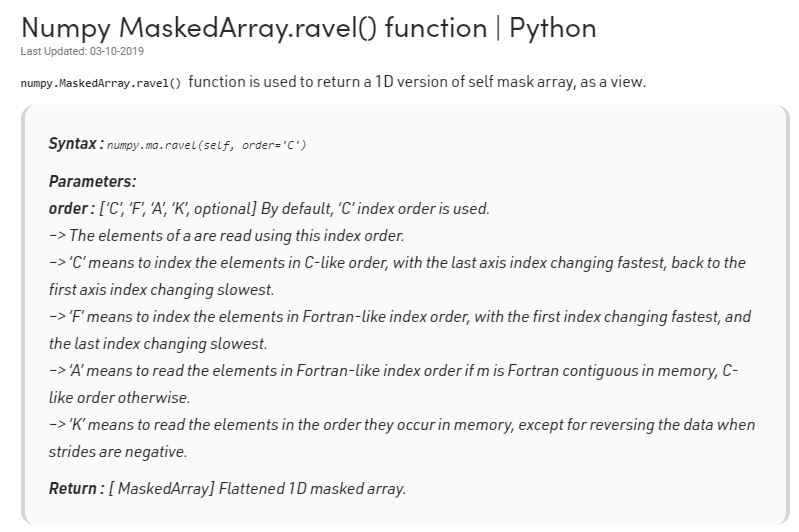 Numpy MaskedArray.ravel() function | Python
Last Updated: 03-10-2019
numpy.MaskedArray.ravel() function is used to return a 1D version of self mask array, as a view.
Syntax : numpy.ma.ravel(self, order='C')
Parameters:
order : ['C', 'F', 'A', 'K', optional] By default, 'C' index order is used.
–> The elements of a are read using this index order.
–> 'C' means to index the elements in C-like order, with the last axis index changing fastest, back to the
first axis index changing slowest.
–> 'F' means to index the elements in Fortran-like index order, with the first index changing fastest, and
the last index changing slowest.
–> 'A' means to read the elements in Fortran-like index order if m is Fortran contiguous in memory, C-
like order otherwise.
–> 'K' means to read the elements in the order they occur in memory, except for reversing the data when
strides are negative.
Return : [ MaskedArray] Flattened 1D masked array.